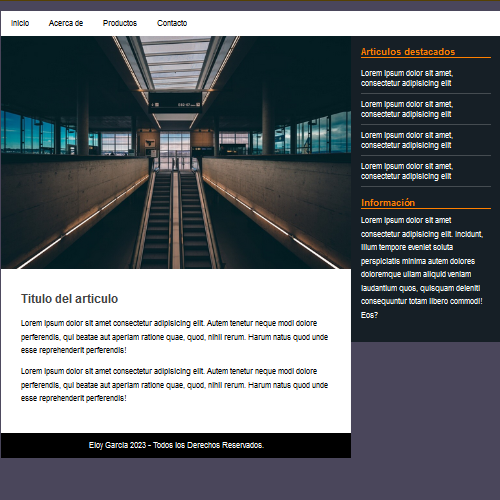 Inicio Acerca de Productos Contacto
Titulo del articulo
Lorem ipsum dolor sit amet consectetur adipisicing elit. Autem tenetur neque modi dolore
perferendis, qui beatae aut aperiam ratione quae, quod, nihil rerum. Harum natus quod unde
esse reprehenderit perferendis!
Lorem ipsum dolor sit amet consectetur adipisicing elit. Autem tenetur neque modi dolore
perferendis, qui beatae aut aperiam ratione quae, quod, nihil rerum. Harum natus quod unde
esse reprehenderit perferendis!
Articulos destacados
Lorem ipsum dolor sit amet,
consectetur adipisicing elit
Lorem ipsum dolor sit amet,
consectetur adipisicing elit
Lorem ipsum dolor sit amet,
consectetur adipisicing elit
Lorem ipsum dolor sit amet,
consectetur adipisicing elit
Información
Lorem ipsum dolor sit amet
consectetur adipisicing elit. Incidunt,
illum tempore eveniet soluta
perspiciatis minima autem dolores
doloremque ullam aliquid veniam
laudantium quos, quisquam deleniti
consequuntur totam libero commodi!
Eos?
Eloy García 2023 - Todos los Derechos Reservados.